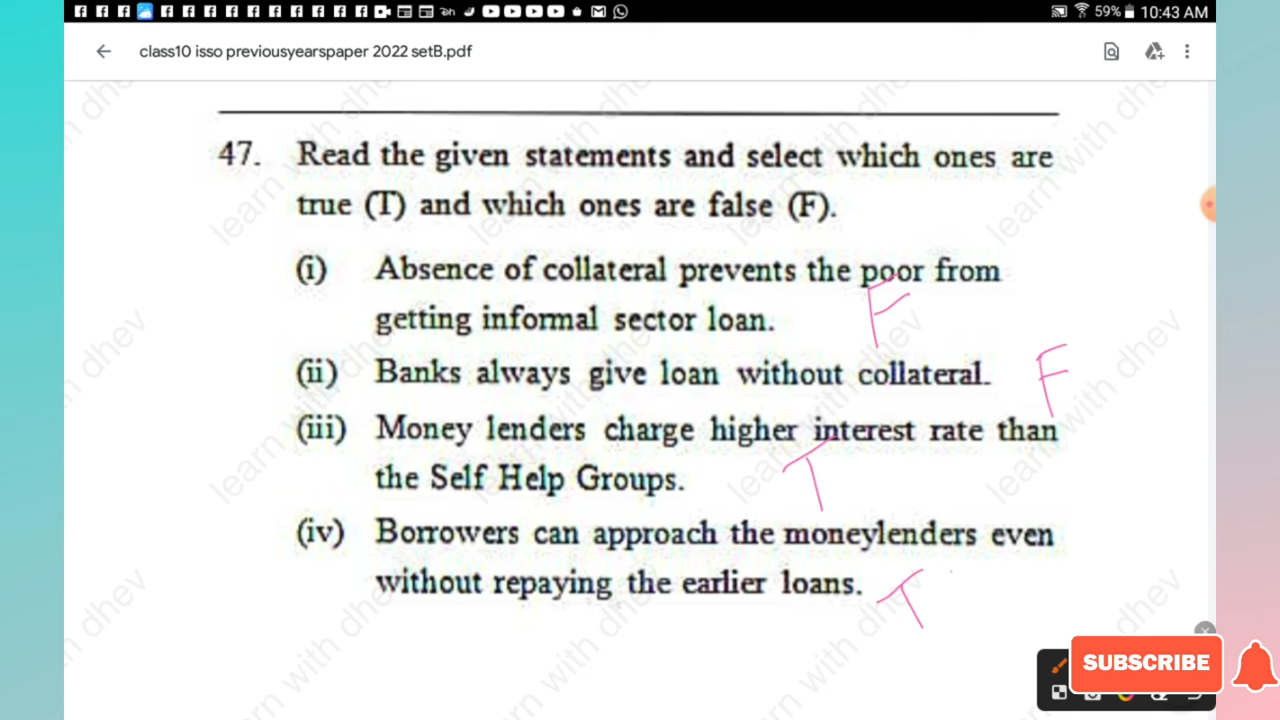 59% 10:43 AM
class10 isso previousyearspaper 2022 setB.pdf
47. Read the given statements and select which ones are
true (T) and which ones are false (F).
(i) Absence of collateral prevents the poor from
getting informal sector loan.
F
(ii) Banks always give loan without collateral.
F
(iii) Money lenders charge higher interest rate than
the Self Help Groups.
T
(iv) Borrowers can approach the moneylenders even
without repaying the earlier loans.
T
learn with dhev
SUBSCRIBE